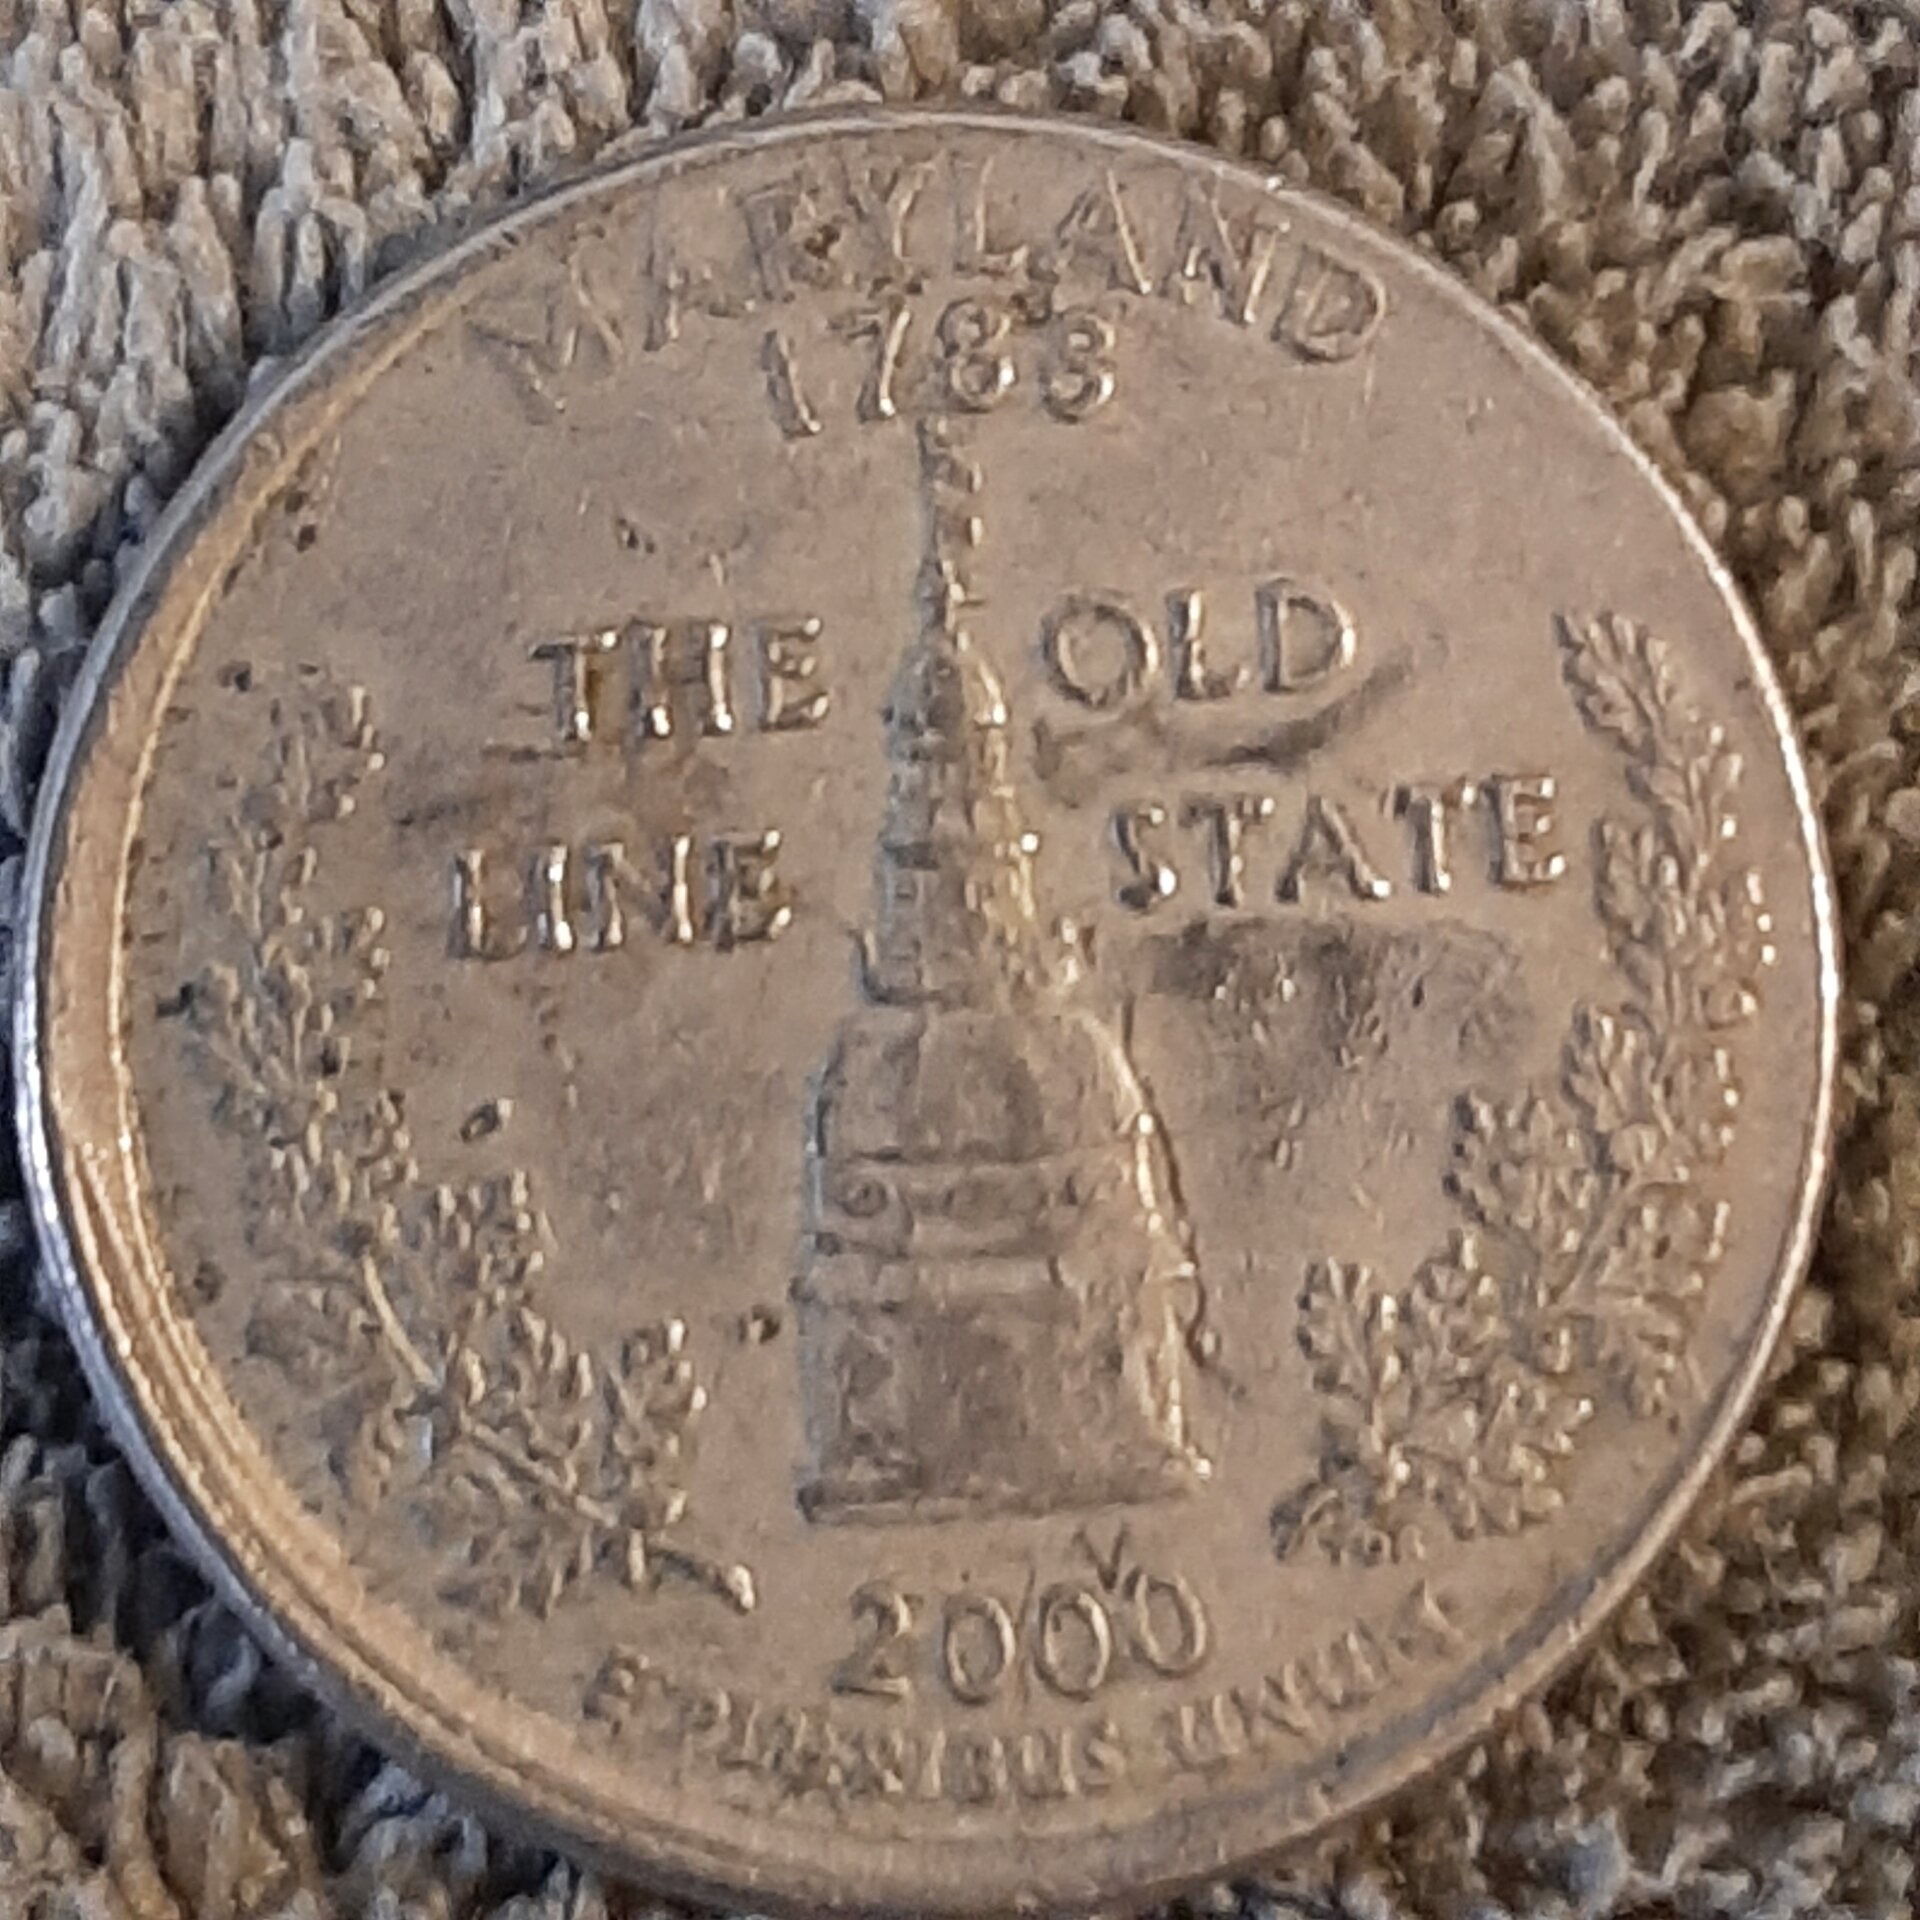 MARYLAND
1788
THE OLD
LINE STATE
2000
E PLURIBUS UNUM